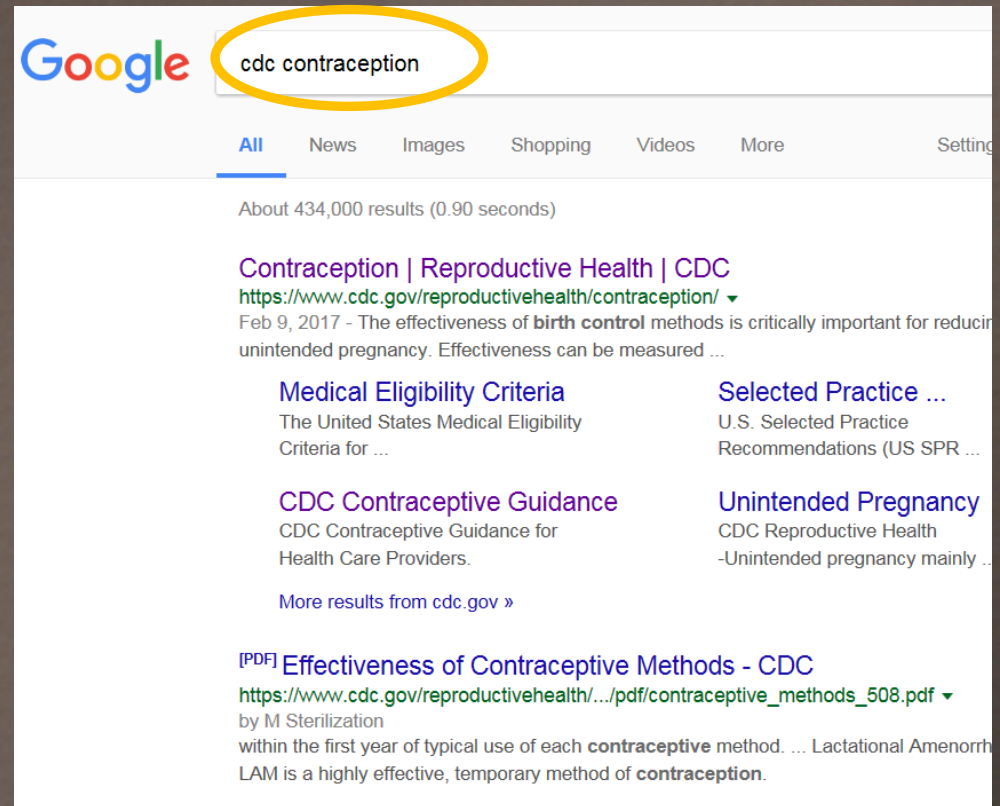 Google
cdc contraception
All News Images Shopping Videos More Setting
About 434,000 results (0.90 seconds)
Contraception | Reproductive Health | CDC
https://www.cdc.gov/reproductivehealth/contraception/
Feb 9, 2017 - The effectiveness of birth control methods is critically important for reducin
unintended pregnancy. Effectiveness can be measured ...
Medical Eligibility Criteria
The United States Medical Eligibility
Criteria for ...
Selected Practice ...
U.S. Selected Practice
Recommendations (US SPR ...
CDC Contraceptive Guidance
CDC Contraceptive Guidance for
Health Care Providers.
Unintended Pregnancy
CDC Reproductive Health
-Unintended pregnancy mainly ..
More results from cdc.gov »
[PDF] Effectiveness of Contraceptive Methods - CDC
https://www.cdc.gov/reproductivehealth/.../pdf/contraceptive_methods_508.pdf
by M Sterilization
within the first year of typical use of each contraceptive method. ... Lactational Amenorrh
LAM is a highly effective, temporary method of contraception.